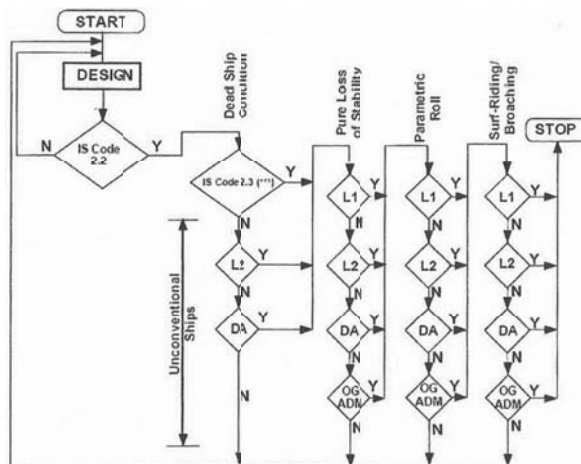 START
DESIGN
N
IS Code
2.2
Y
Dead Ship
Condition
IS Code 2.3 (***)
Y
N
Y
N
DA
Y
N
Unconventional
Ships
Pure Loss
of Stability
L1
Y
N
L2
Y
N
DA
Y
N
OG
ADM
Y
N
Parametric
Roll
L1
Y
N
L2
Y
N
DA
Y
N
OG
ADM
Y
N
Surf-Riding/
Broaching
L1
Y
N
L2
Y
N
DA
Y
N
OG
ADM
Y
N
STOP